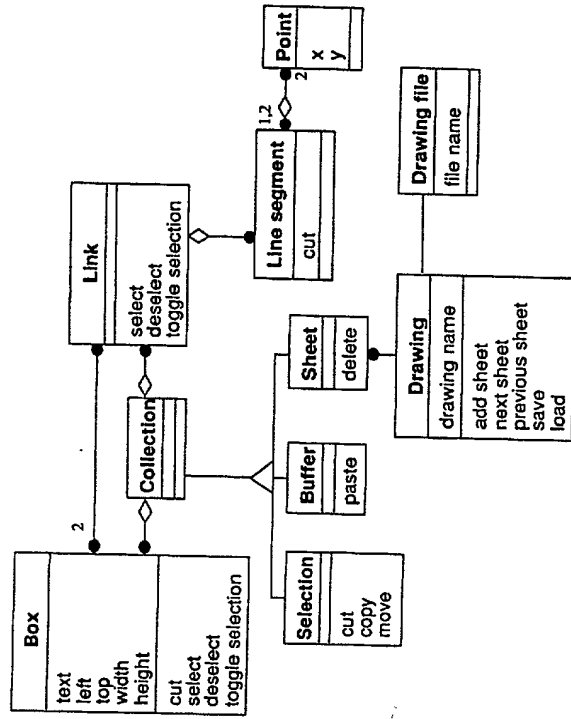 Box
text
left
top
width
height
cut
select
deselect
toggle selection
2
Link
select
deselect
toggle selection
Collection
Line segment
cut
1,2
2
Point
x
y
Selection
cut
copy
move
Buffer
paste
Sheet
delete
Drawing
drawing name
add sheet
next sheet
previous sheet
save
load
Drawing file
file name